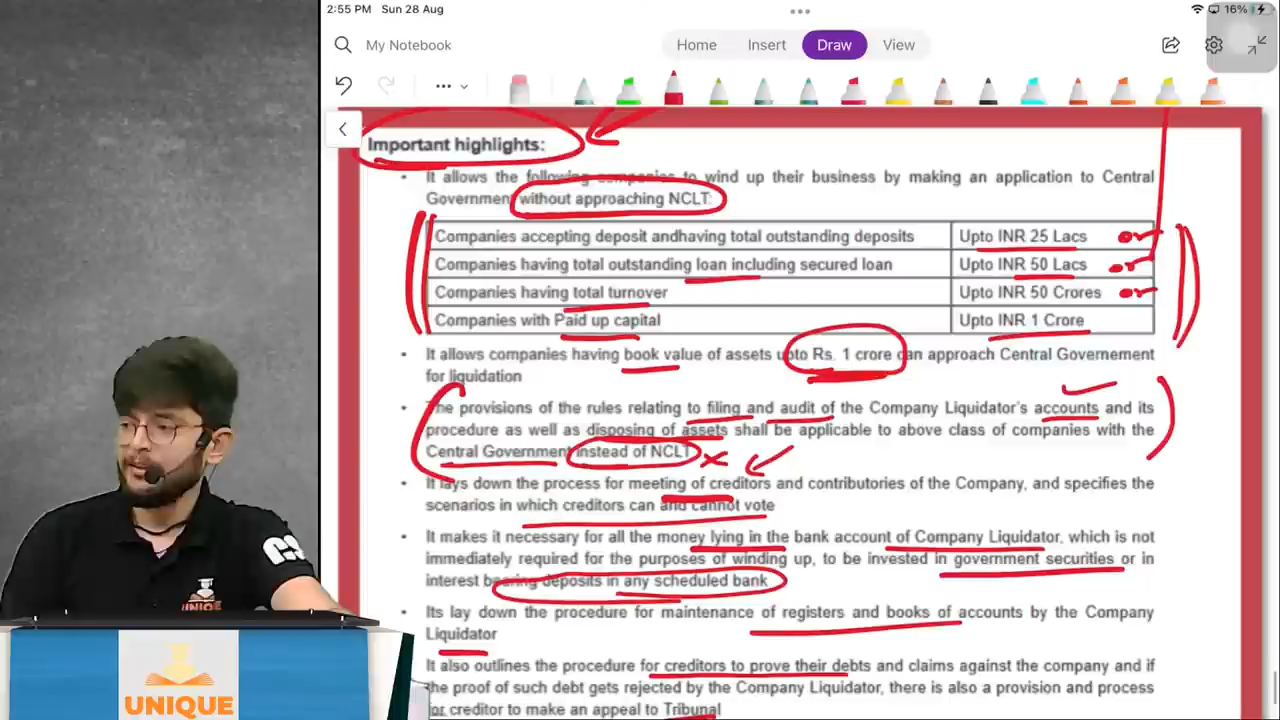 2:55 PM Sun 28 Aug
16%
My Notebook
Home Insert Draw View
Important highlights:
It allows the following companies to wind up their business by making an application to Central
Government without approaching NCLT:
Companies accepting deposit andhaving total outstanding deposits Upto INR 25 Lacs or
Companies having total outstanding loan including secured loan Upto INR 50 Lacs or
Companies having total turnover Upto INR 50 Crores or
Companies with Paid up capital Upto INR 1 Crore
It allows companies having book value of assets upto Rs. 1 crore can approach Central Governement
for liquidation
The provisions of the rules relating to filing and audit of the Company Liquidator's accounts and its
procedure as well as disposing of assets shall be applicable to above class of companies with the
Central Government instead of NCLT
It lays down the process for meeting of creditors and contributories of the Company, and specifies the
scenarios in which creditors can and cannot vote
It makes it necessary for all the money lying in the bank account of Company Liquidator, which is not
immediately required for the purposes of winding up, to be invested in government securities or in
interest bearing deposits in any scheduled bank
Its lay down the procedure for maintenance of registers and books of accounts by the Company
Liquidator
It also outlines the procedure for creditors to prove their debts and claims against the company and if
the proof of such debt gets rejected by the Company Liquidator, there is also a provision and process
for creditor to make an appeal to Tribunal
CS
UNIQUE
UNIQUE